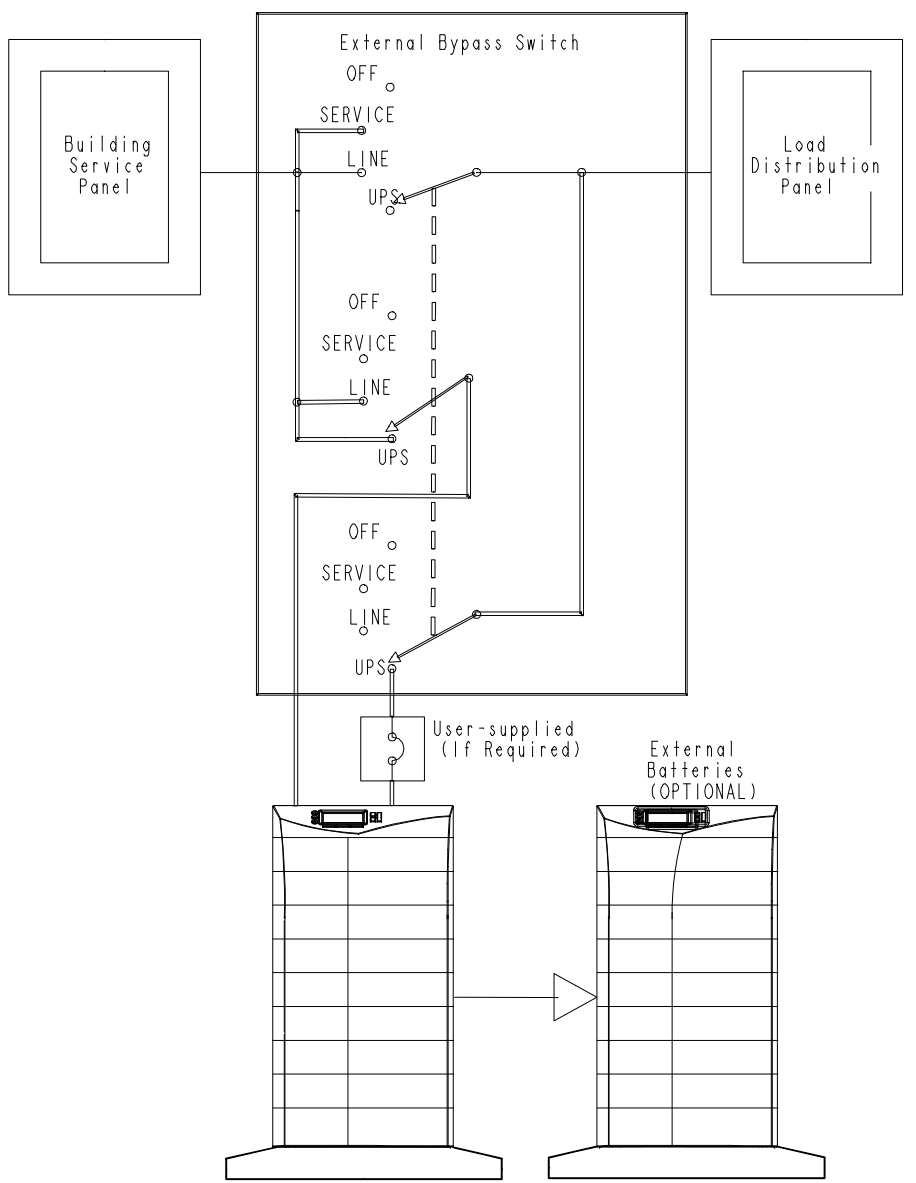 External Bypass Switch
OFF
SERVICE
LINE
UPS
Building
Service
Panel
Load
Distribution
Panel
OFF
SERVICE
LINE
UPS
OFF
SERVICE
LINE
UPS
User-supplied
(If Required)
External
Batteries
(OPTIONAL)